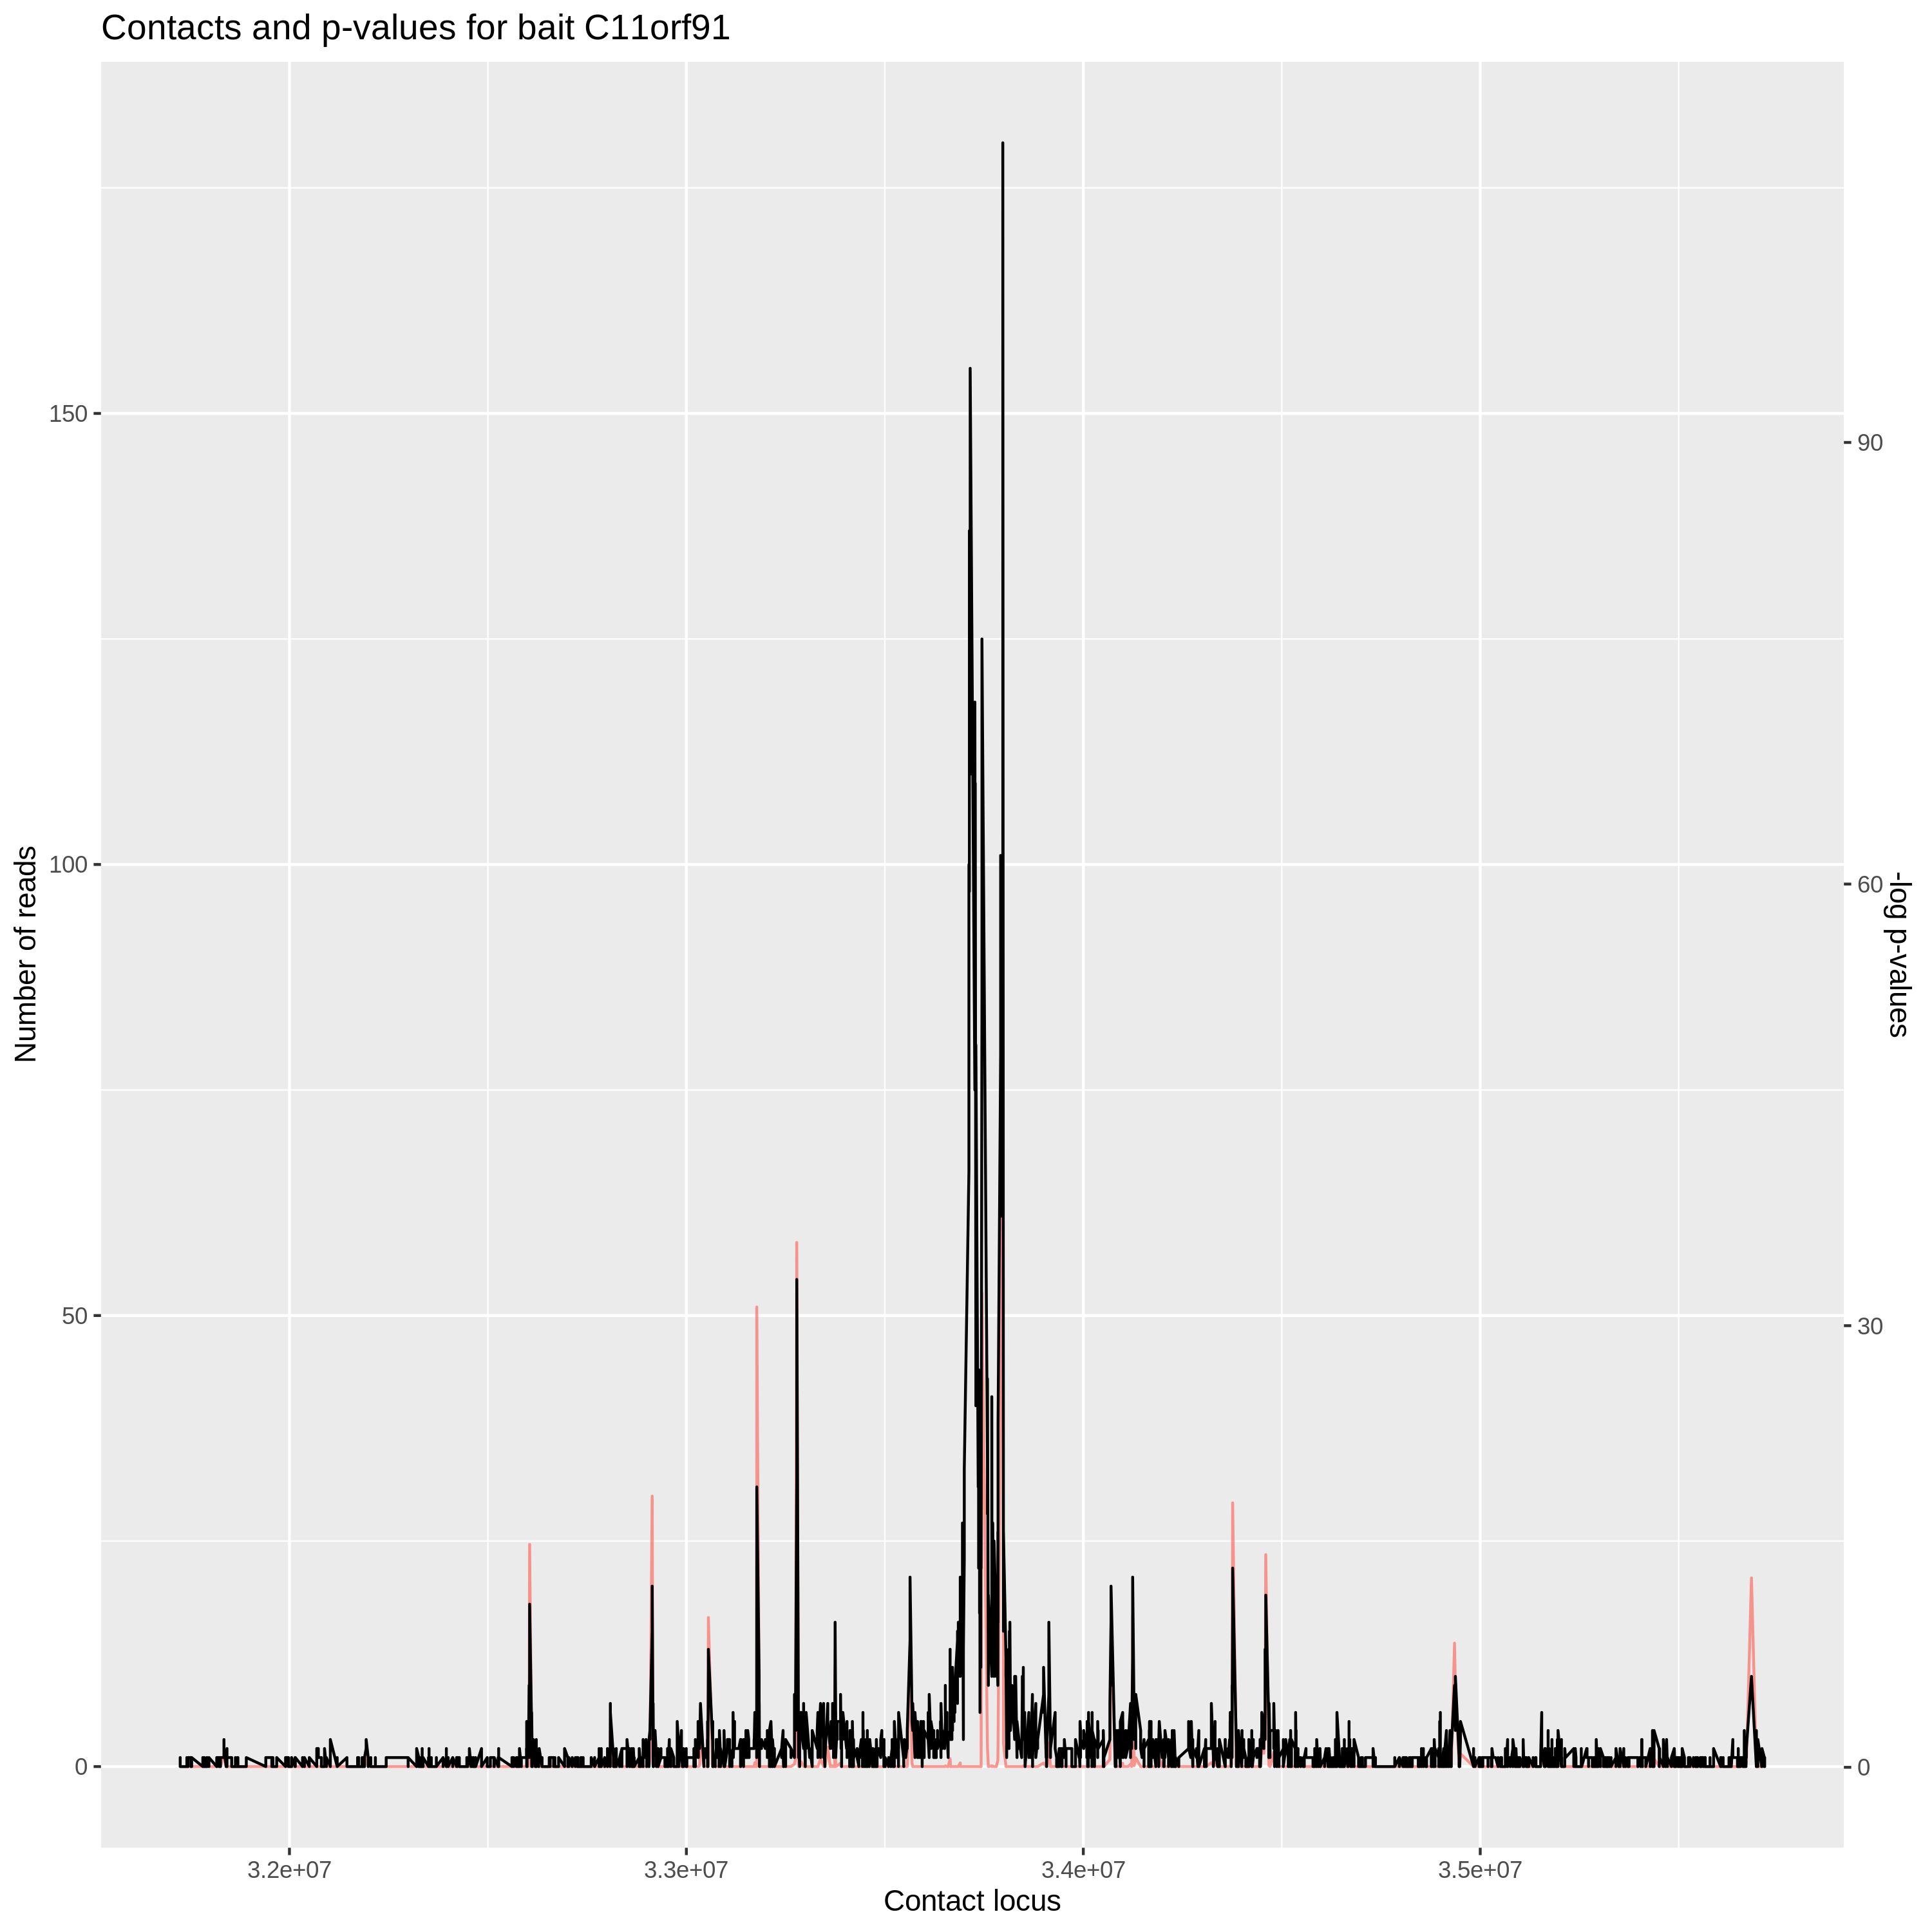 Contacts and p-values for bait C11orf91
150
100
50
0
90
60
30
0
Number of reads
-log p-values
3.2e+07
3.3e+07
3.4e+07
3.5e+07
Contact locus